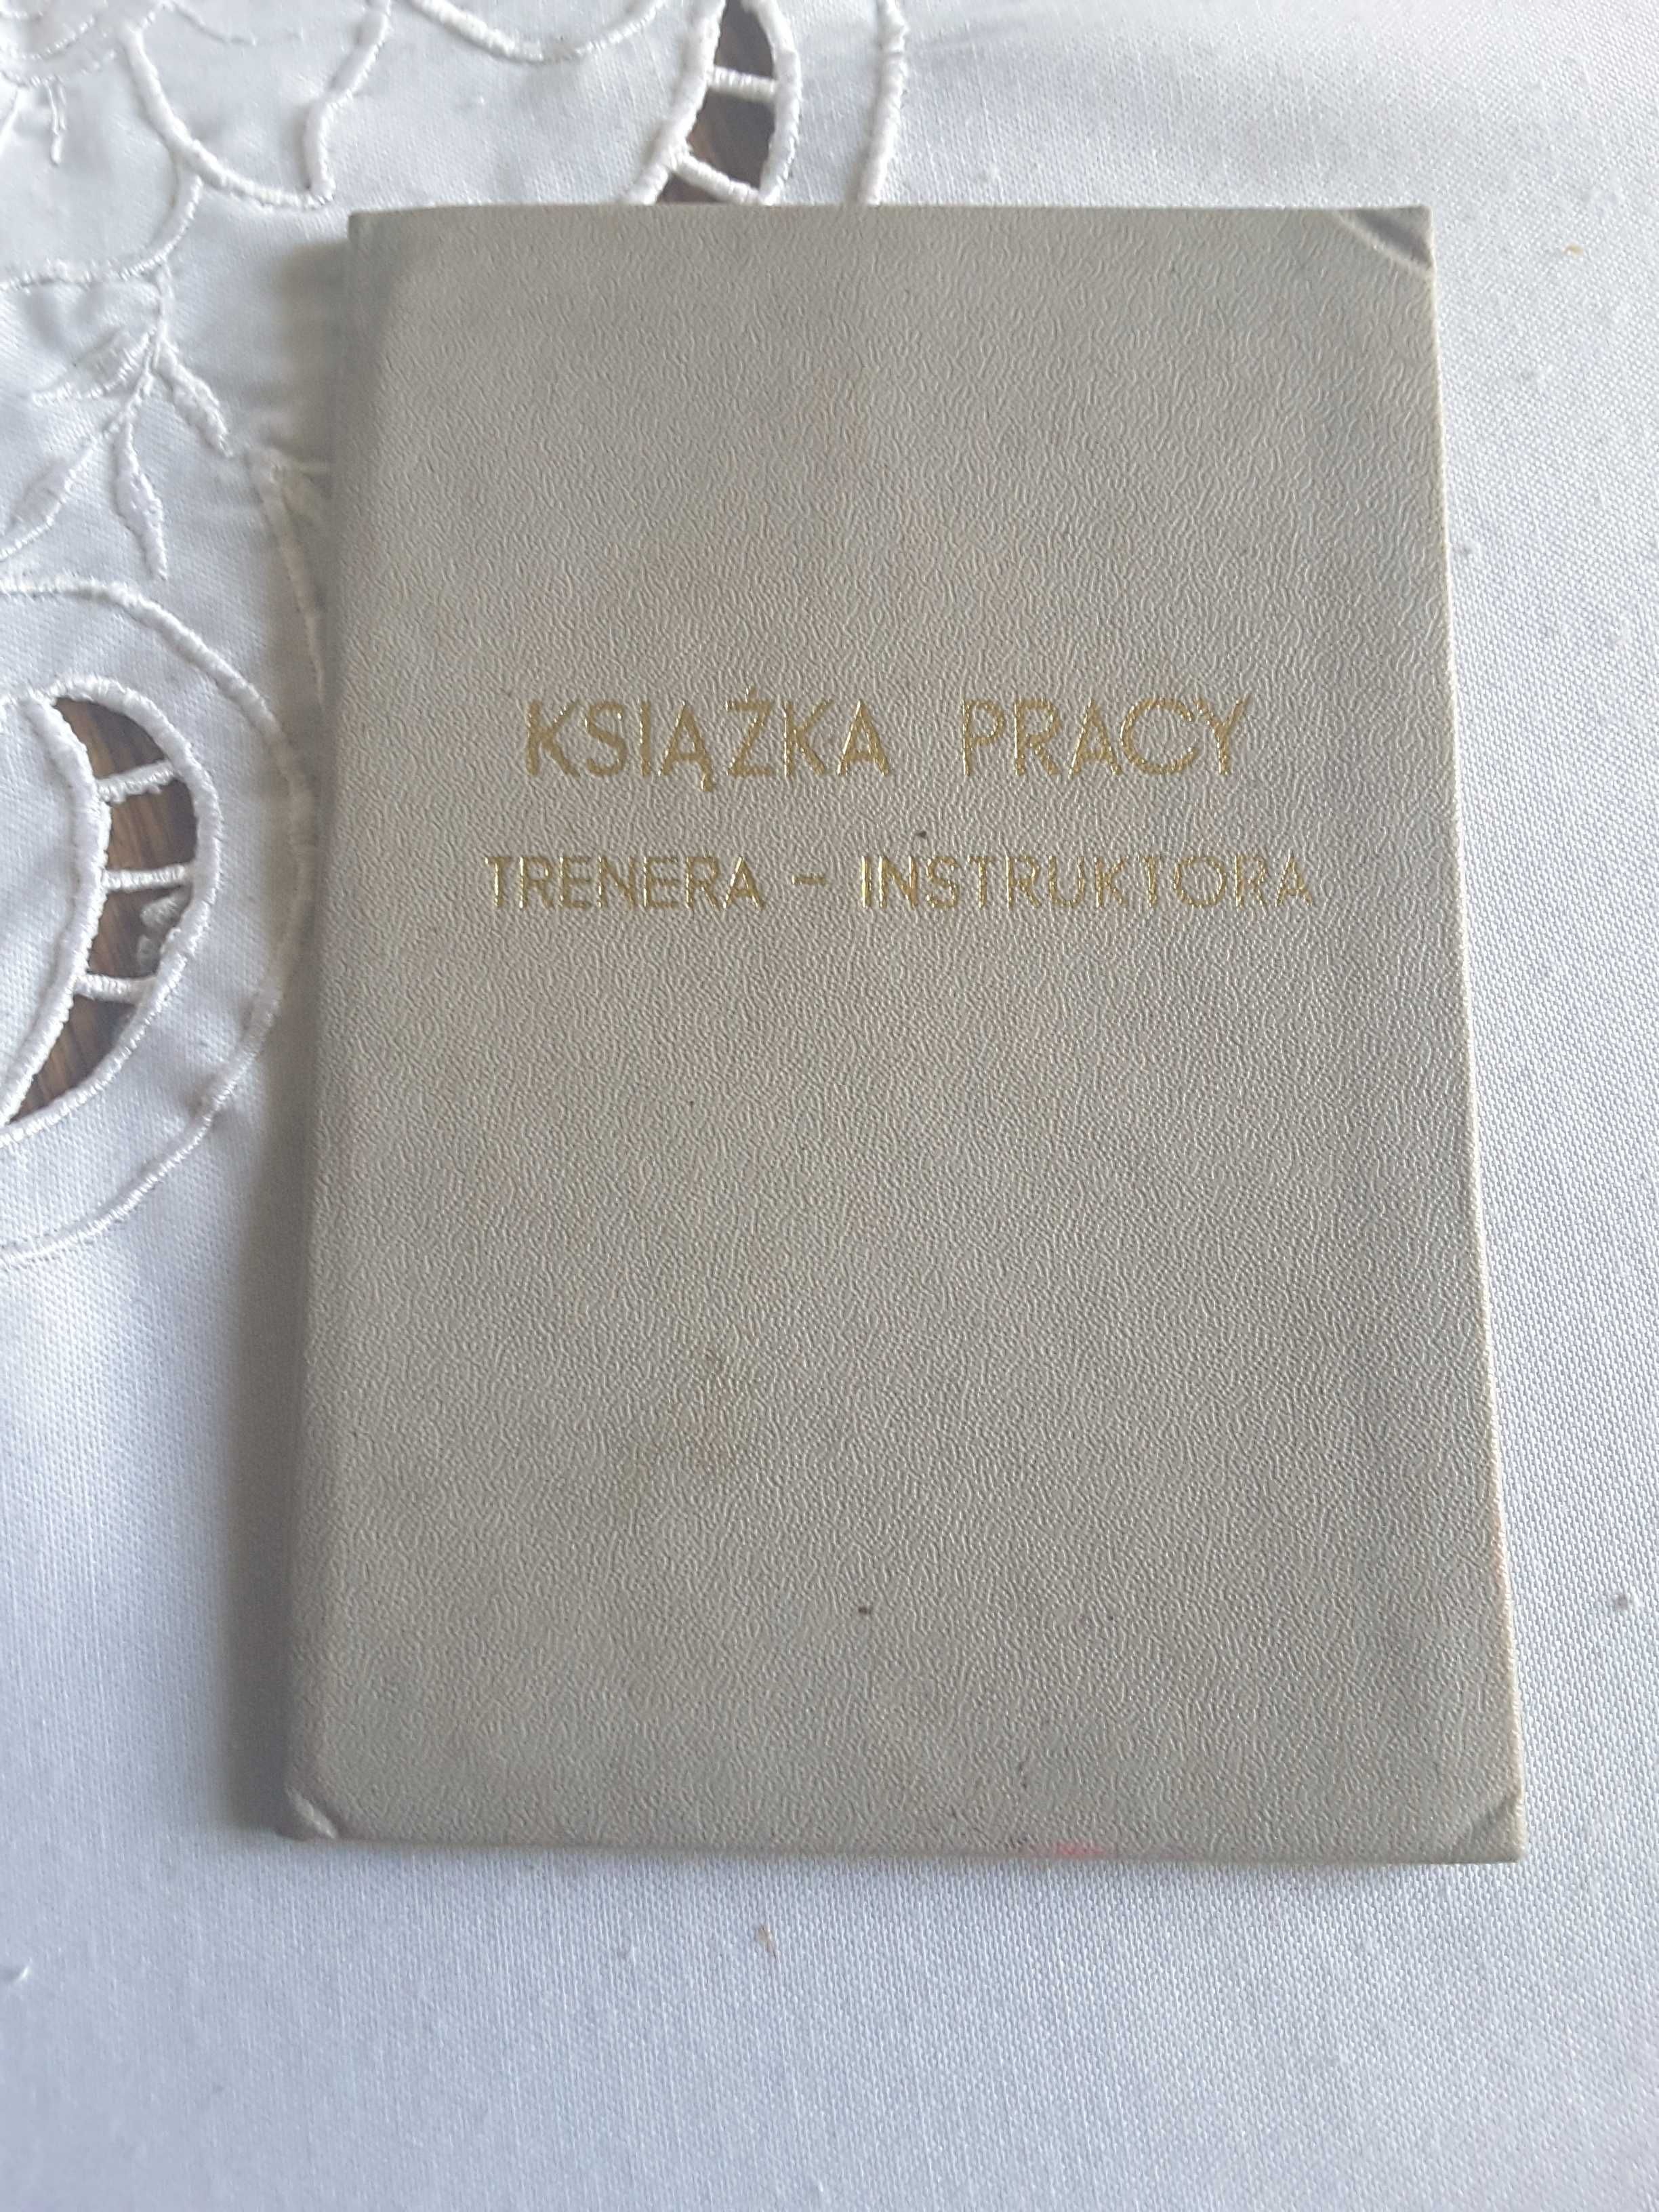 KSIĄŻKA PRACY
TRENERA - INSTRUKTORA